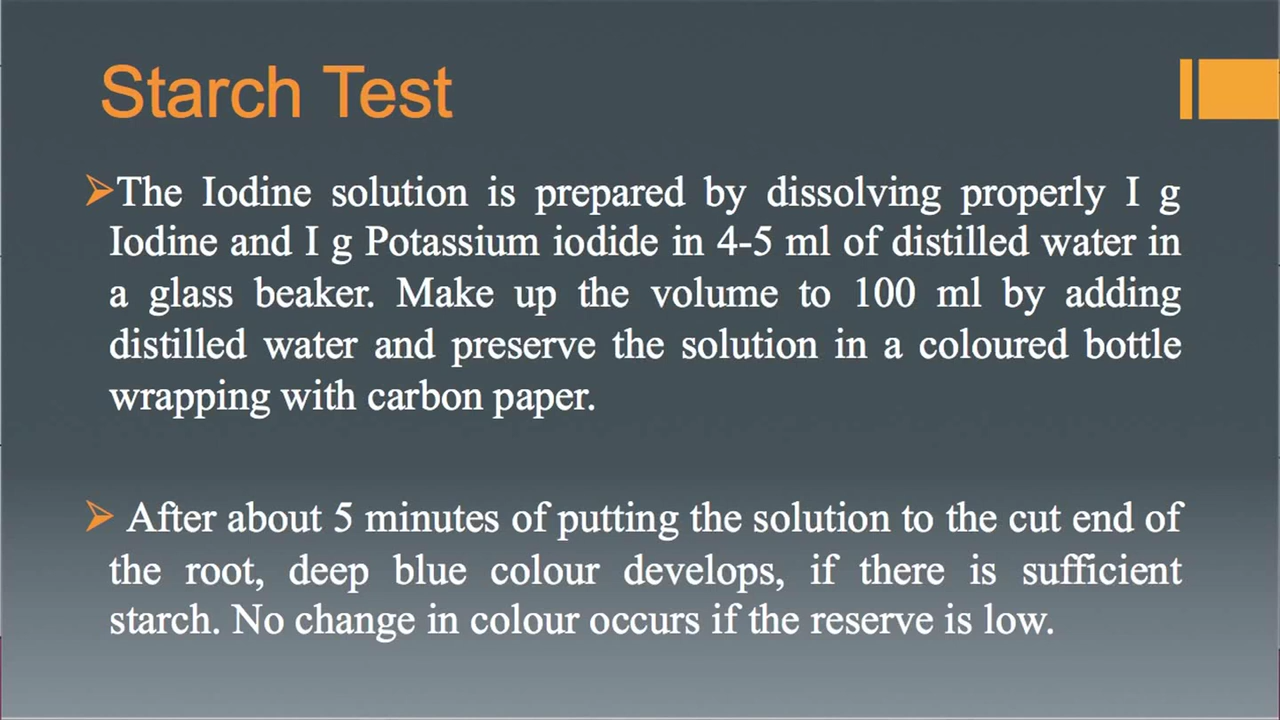 Starch Test
➢The Iodine solution is prepared by dissolving properly I g
Iodine and I g Potassium iodide in 4-5 ml of distilled water in
a glass beaker. Make up the volume to 100 ml by adding
distilled water and preserve the solution in a coloured bottle
wrapping with carbon paper.
➢ After about 5 minutes of putting the solution to the cut end of
the root, deep blue colour develops, if there is sufficient
starch. No change in colour occurs if the reserve is low.